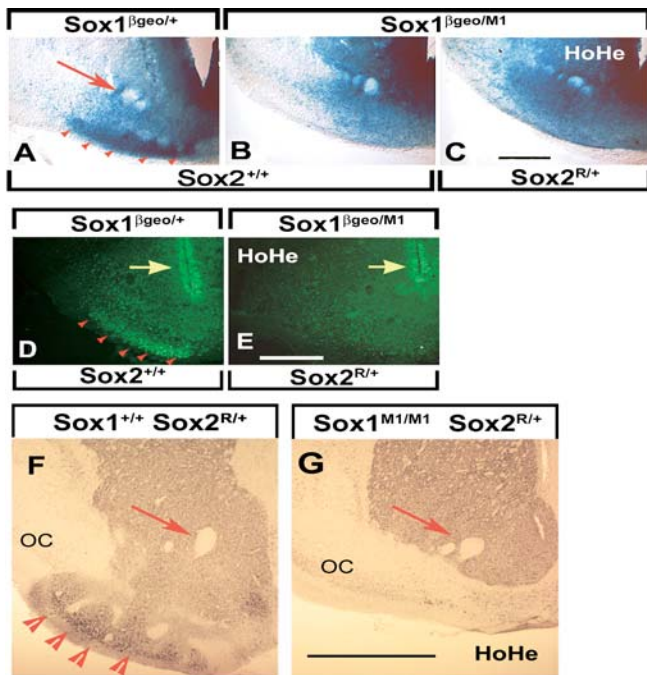 Sox1βgeo/+ Sox1βgeo/M1
HoHe
A B C
Sox2+/+ Sox2R/+
Sox1βgeo/+ Sox1βgeo/M1
HoHe
D E
Sox2+/+ Sox2R/+
Sox1+/+ Sox2R/+ Sox1M1/M1 Sox2R/+
F G
OC OC
HoHe